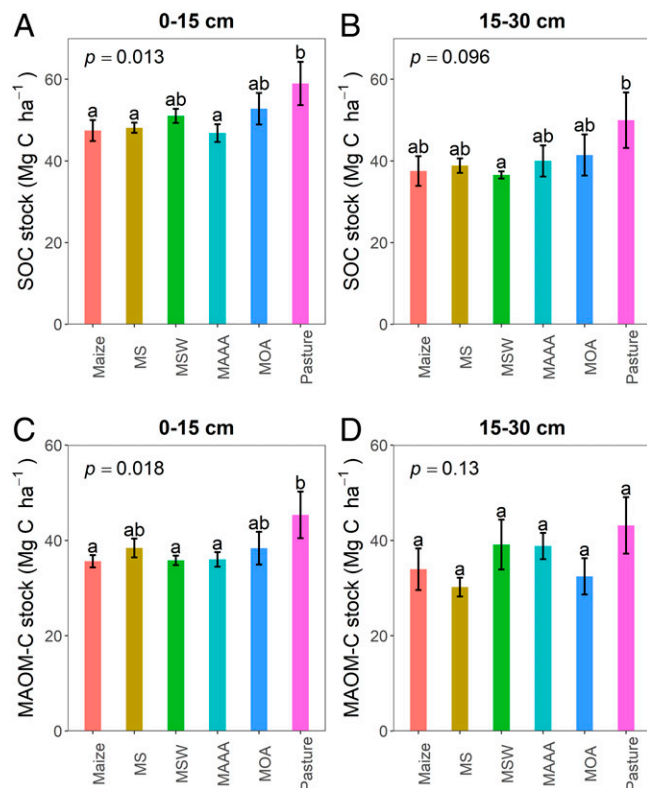 A
0-15 cm
SOC stock (Mg C ha⁻¹)
60
40
20
0
p = 0.013
a
a
ab
a
ab
b
Maize
MS
MSW
MAAA
MOA
Pasture
B
15-30 cm
SOC stock (Mg C ha⁻¹)
60
40
20
0
p = 0.096
ab
ab
a
ab
ab
b
Maize
MS
MSW
MAAA
MOA
Pasture
C
0-15 cm
MAOM-C stock (Mg C ha⁻¹)
60
40
20
0
p = 0.018
a
ab
a
a
ab
b
Maize
MS
MSW
MAAA
MOA
Pasture
D
15-30 cm
MAOM-C stock (Mg C ha⁻¹)
60
40
20
0
p = 0.13
a
a
a
a
a
a
Maize
MS
MSW
MAAA
MOA
Pasture